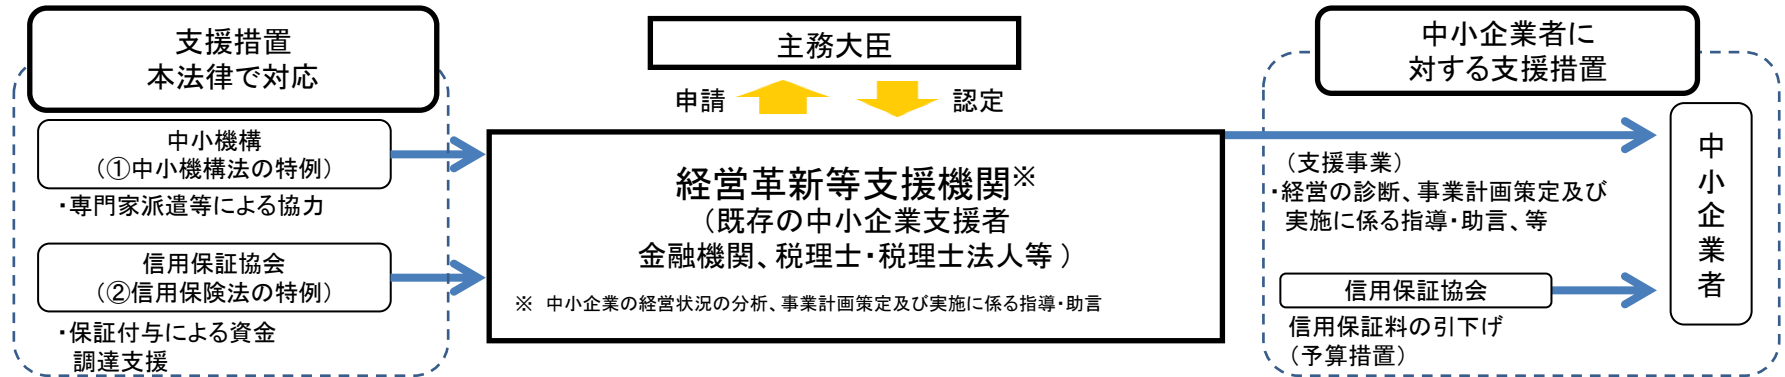 支援措置
本法律で対応
中小機構
（①中小機構法の特例）
・専門家派遣等による協力
信用保証協会
（②信用保険法の特例）
・保証付与による資金
調達支援
主務大臣
申請
認定
経営革新等支援機関※
（既存の中小企業支援者
金融機関、税理士・税理士法人等 ）
※ 中小企業の経営状況の分析、事業計画策定及び実施に係る指導・助言
中小企業者に
対する支援措置
（支援事業）
・経営の診断、事業計画策定及び
実施に係る指導・助言、等
信用保証協会
信用保証料の引下げ
（予算措置）
中小企業者